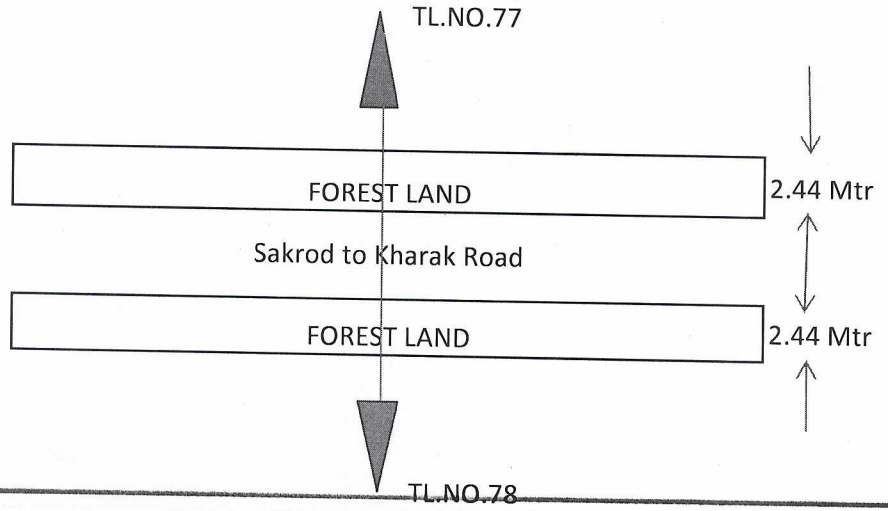 TL.NO.77
FOREST LAND
2.44 Mtr
Sakrod to Kharak Road
FOREST LAND
2.44 Mtr
TL.NO.78